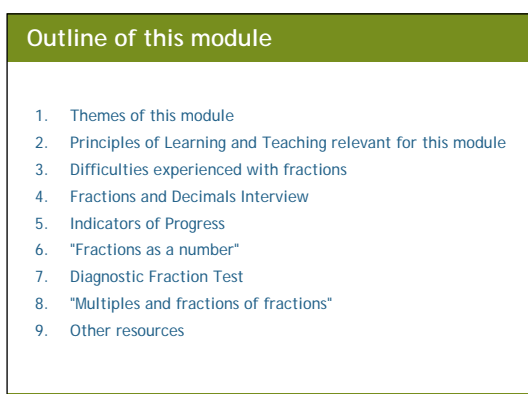 Outline of this module
1. Themes of this module
2. Principles of Learning and Teaching relevant for this module
3. Difficulties experienced with fractions
4. Fractions and Decimals Interview
5. Indicators of Progress
6. "Fractions as a number"
7. Diagnostic Fraction Test
8. "Multiples and fractions of fractions"
9. Other resources